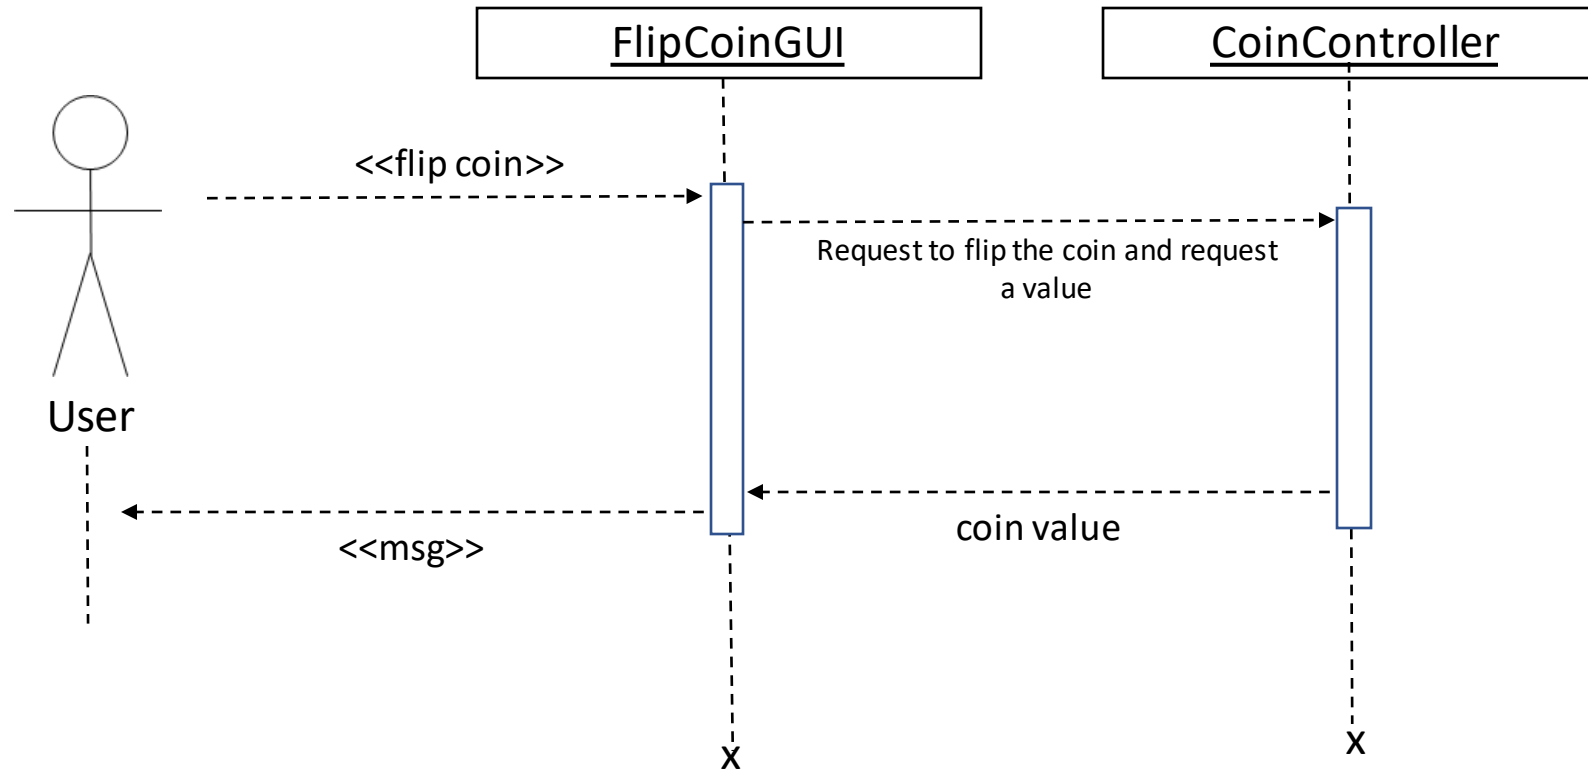 FlipCoinGUI
CoinController
<<flip coin>>
Request to flip the coin and request
a value
User
coin value
<<msg>>
x
x